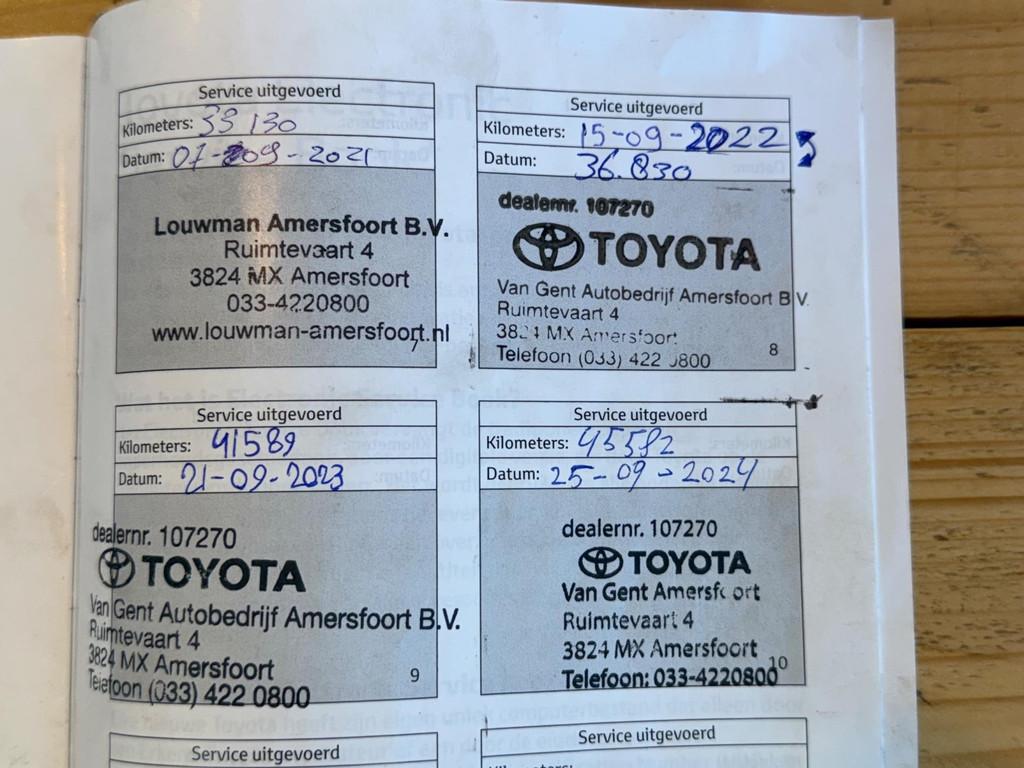 Service uitgevoerd
Kilometers: 33 130
Datum: 07-09-2021
Louwman Amersfoort B.V.
Ruimtevaart 4
3824 MX Amersfoort
033-4220800
www.louwman-amersfoort.nl
7
Service uitgevoerd
Kilometers: 15-09-2022
Datum: 36.830
dealernr. 107270
TOYOTA
Van Gent Autobedrijf Amersfoort B.V.
Ruimtevaart 4
3824 MX Amersfoort
Telefoon (033) 422 0800
8
Service uitgevoerd
Kilometers: 41589
Datum: 21-09-2023
dealernr. 107270
TOYOTA
Van Gent Autobedrijf Amersfoort B.V.
Ruimtevaart 4
3824 MX Amersfoort
Telefoon (033) 422 0800
9
Service uitgevoerd
Kilometers: 45582
Datum: 25-09-2024
dealernr. 107270
TOYOTA
Van Gent Amersfoort
Ruimtevaart 4
3824 MX Amersfoort
Telefoon: 033-4220800
10
Service uitgevoerd
Service uitgevoerd
Kilometers: